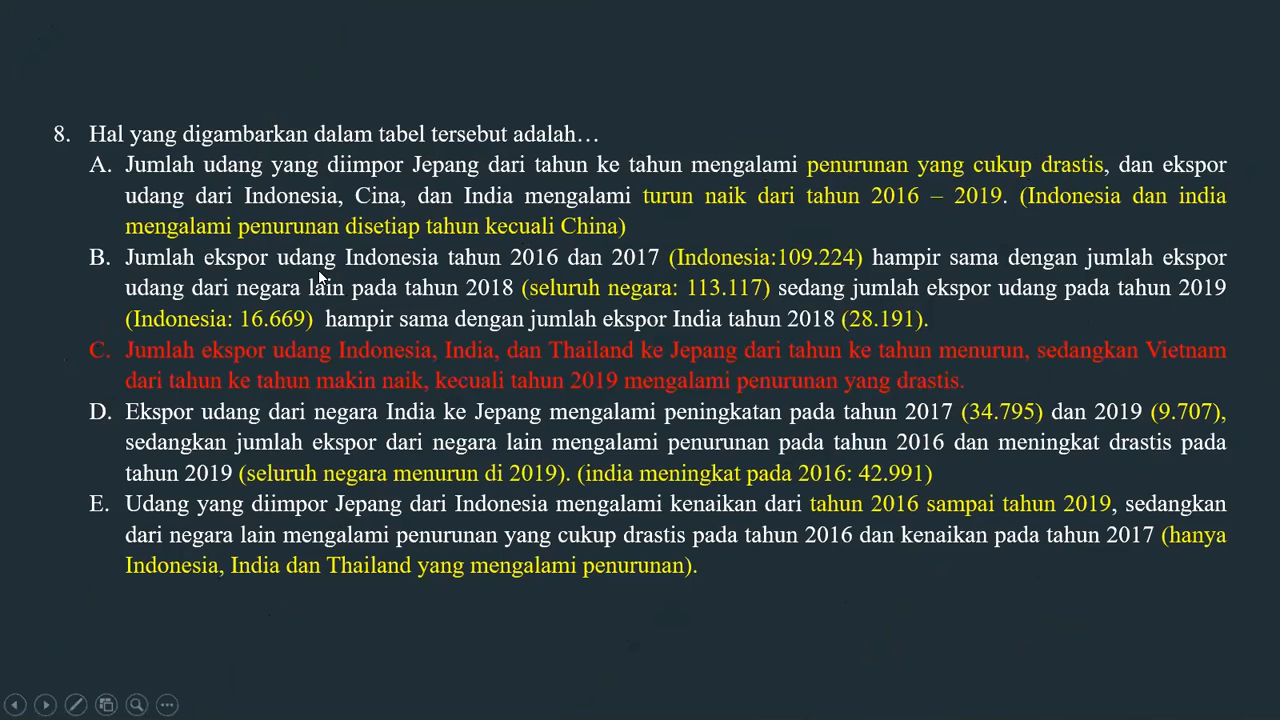 8. Hal yang digambarkan dalam tabel tersebut adalah…
A. Jumlah udang yang diimpor Jepang dari tahun ke tahun mengalami penurunan yang cukup drastis, dan ekspor
udang dari Indonesia, Cina, dan India mengalami turun naik dari tahun 2016 – 2019. (Indonesia dan india
mengalami penurunan disetiap tahun kecuali China)
B. Jumlah ekspor udang Indonesia tahun 2016 dan 2017 (Indonesia:109.224) hampir sama dengan jumlah ekspor
udang dari negara lain pada tahun 2018 (seluruh negara: 113.117) sedang jumlah ekspor udang pada tahun 2019
(Indonesia: 16.669) hampir sama dengan jumlah ekspor India tahun 2018 (28.191).
C. Jumlah ekspor udang Indonesia, India, dan Thailand ke Jepang dari tahun ke tahun menurun, sedangkan Vietnam
dari tahun ke tahun makin naik, kecuali tahun 2019 mengalami penurunan yang drastis.
D. Ekspor udang dari negara India ke Jepang mengalami peningkatan pada tahun 2017 (34.795) dan 2019 (9.707),
sedangkan jumlah ekspor dari negara lain mengalami penurunan pada tahun 2016 dan meningkat drastis pada
tahun 2019 (seluruh negara menurun di 2019). (india meningkat pada 2016: 42.991)
E. Udang yang diimpor Jepang dari Indonesia mengalami kenaikan dari tahun 2016 sampai tahun 2019, sedangkan
dari negara lain mengalami penurunan yang cukup drastis pada tahun 2016 dan kenaikan pada tahun 2017 (hanya
Indonesia, India dan Thailand yang mengalami penurunan).